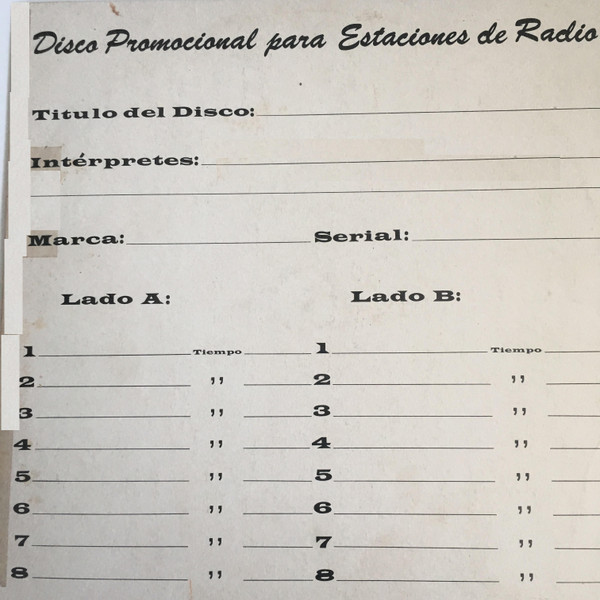 Disco Promocional para Estaciones de Radio
Titulo del Disco:
Intérpretes:
Marca: Serial:
Lado A: Lado B:
1 Tiempo 1 Tiempo
2 ,, 2 ,,
3 ,, 3 ,,
4 ,, 4 ,,
5 ,, 5 ,,
6 ,, 6 ,,
7 ,, 7 ,,
8 ,, 8 ,,